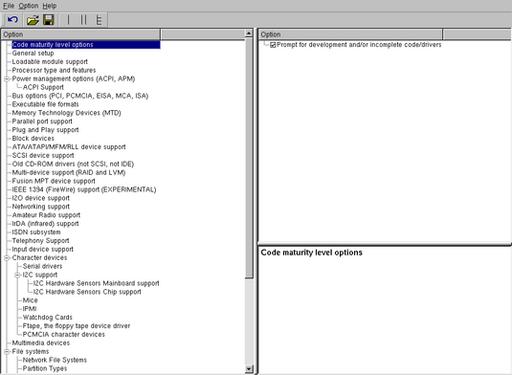 File Option Help
Option
Code maturity level options
General setup
Loadable module support
Processor type and features
Power management options (ACPI, APM)
ACPI Support
Bus options (PCI, PCMCIA, EISA, MCA, ISA)
Executable file formats
Memory Technology Devices (MTD)
Parallel port support
Plug and Play support
Block devices
ATA/ATAPI/MFM/RLL device support
SCSI device support
Old CD-ROM drivers (not SCSI, not IDE)
Multi-device support (RAID and LVM)
Fusion MPT device support
IEEE 1394 (FireWire) support (EXPERIMENTAL)
I2O device support
Networking support
Amateur Radio support
IrDA (infrared) support
ISDN subsystem
Telephony Support
Input device support
Character devices
Serial drivers
I2C support
I2C Hardware Sensors Mainboard support
I2C Hardware Sensors Chip support
Mice
IPMI
Watchdog Cards
Ftape, the floppy tape device driver
PCMCIA character devices
Multimedia devices
File systems
Network File Systems
Partition Types
Option
Prompt for development and/or incomplete code/drivers
Code maturity level options